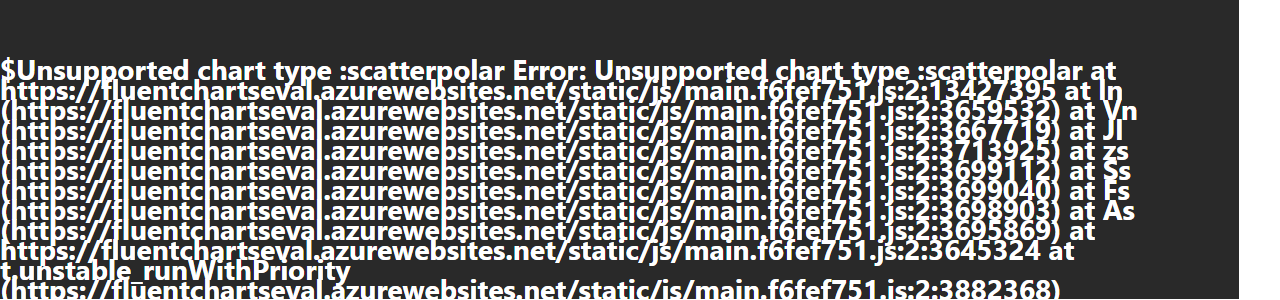 $Unsupported chart type :scatterpolar Error: Unsupported chart type :scatterpolar at
https://fluentchartseval.azurewebsites.net/static/js/main.f6fef751.js:2:13427395 at ln
(https://fluentchartseval.azurewebsites.net/static/js/main.f6fef751.js:2:3659532) at Vn
(https://fluentchartseval.azurewebsites.net/static/js/main.f6fef751.js:2:3667719) at Jl
(https://fluentchartseval.azurewebsites.net/static/js/main.f6fef751.js:2:3713925) at zs
(https://fluentchartseval.azurewebsites.net/static/js/main.f6fef751.js:2:3699112) at Ss
(https://fluentchartseval.azurewebsites.net/static/js/main.f6fef751.js:2:3699040) at Fs
(https://fluentchartseval.azurewebsites.net/static/js/main.f6fef751.js:2:3698903) at As
(https://fluentchartseval.azurewebsites.net/static/js/main.f6fef751.js:2:3695869) at
https://fluentchartseval.azurewebsites.net/static/js/main.f6fef751.js:2:3645324 at
t.unstable_runWithPriority
(https://fluentchartseval.azurewebsites.net/static/js/main.f6fef751.js:2:3882368)